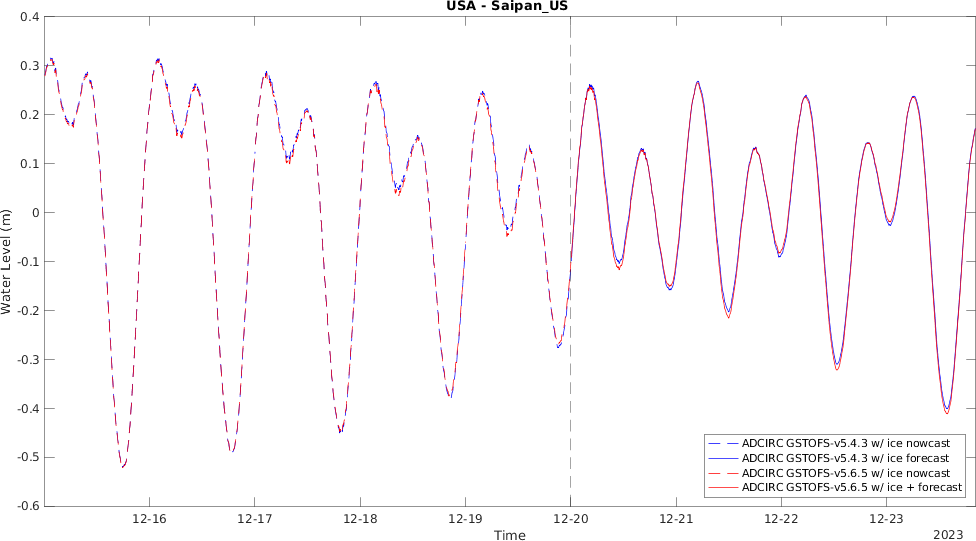 USA - Saipan_US
0.4
0.3
0.2
0.1
0
-0.1
-0.2
-0.3
-0.4
-0.5
-0.6
Water Level (m)
12-16
12-17
12-18
12-19
12-20
12-21
12-22
12-23
Time
2023
ADCIRC GSTOFS-v5.4.3 w/ ice nowcast
ADCIRC GSTOFS-v5.4.3 w/ ice forecast
ADCIRC GSTOFS-v5.6.5 w/ ice nowcast
ADCIRC GSTOFS-v5.6.5 w/ ice + forecast